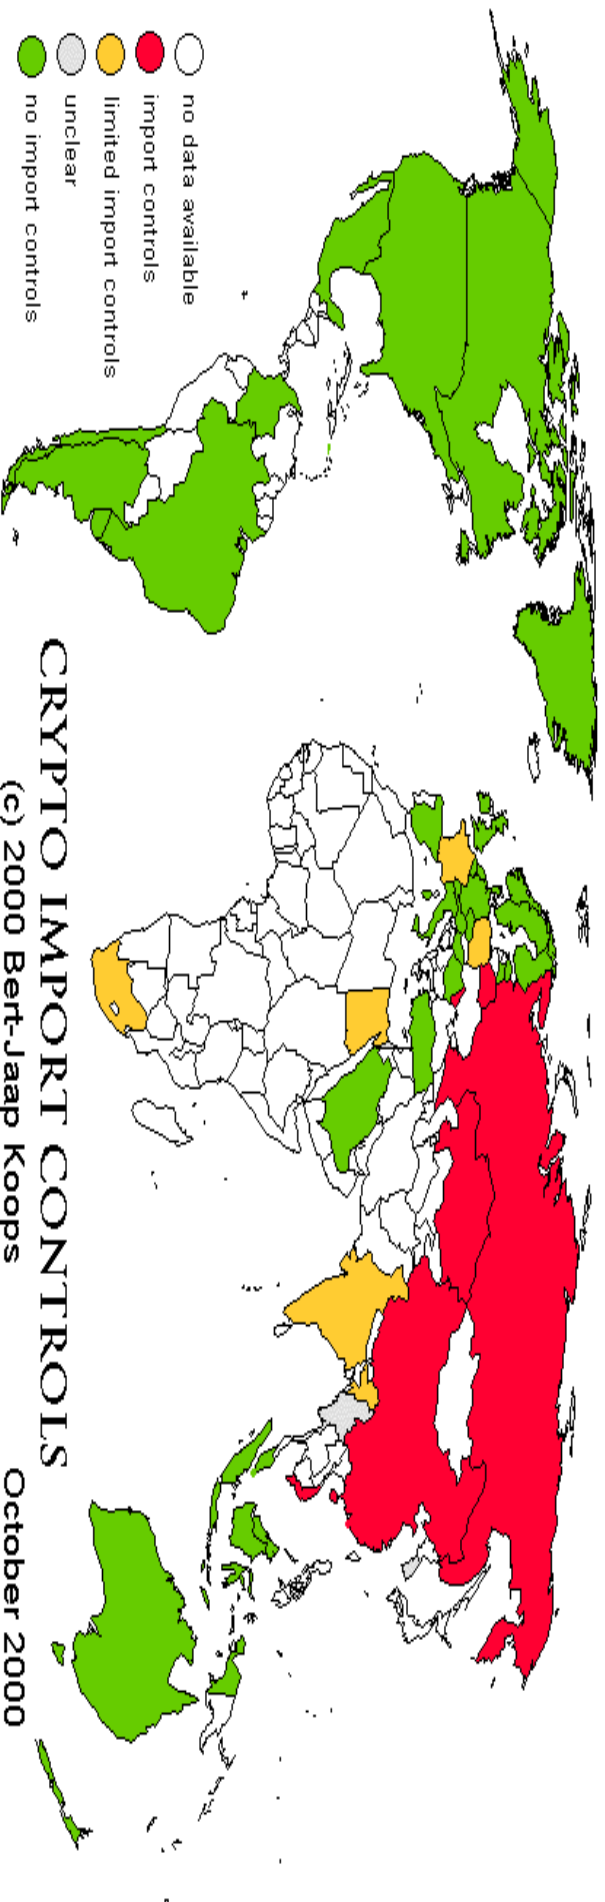 no data available
import controls
limited import controls
unclear
no import controls
CRYPTO IMPORT CONTROLS
(c) 2000 Bert-Jaap Koops
October 2000